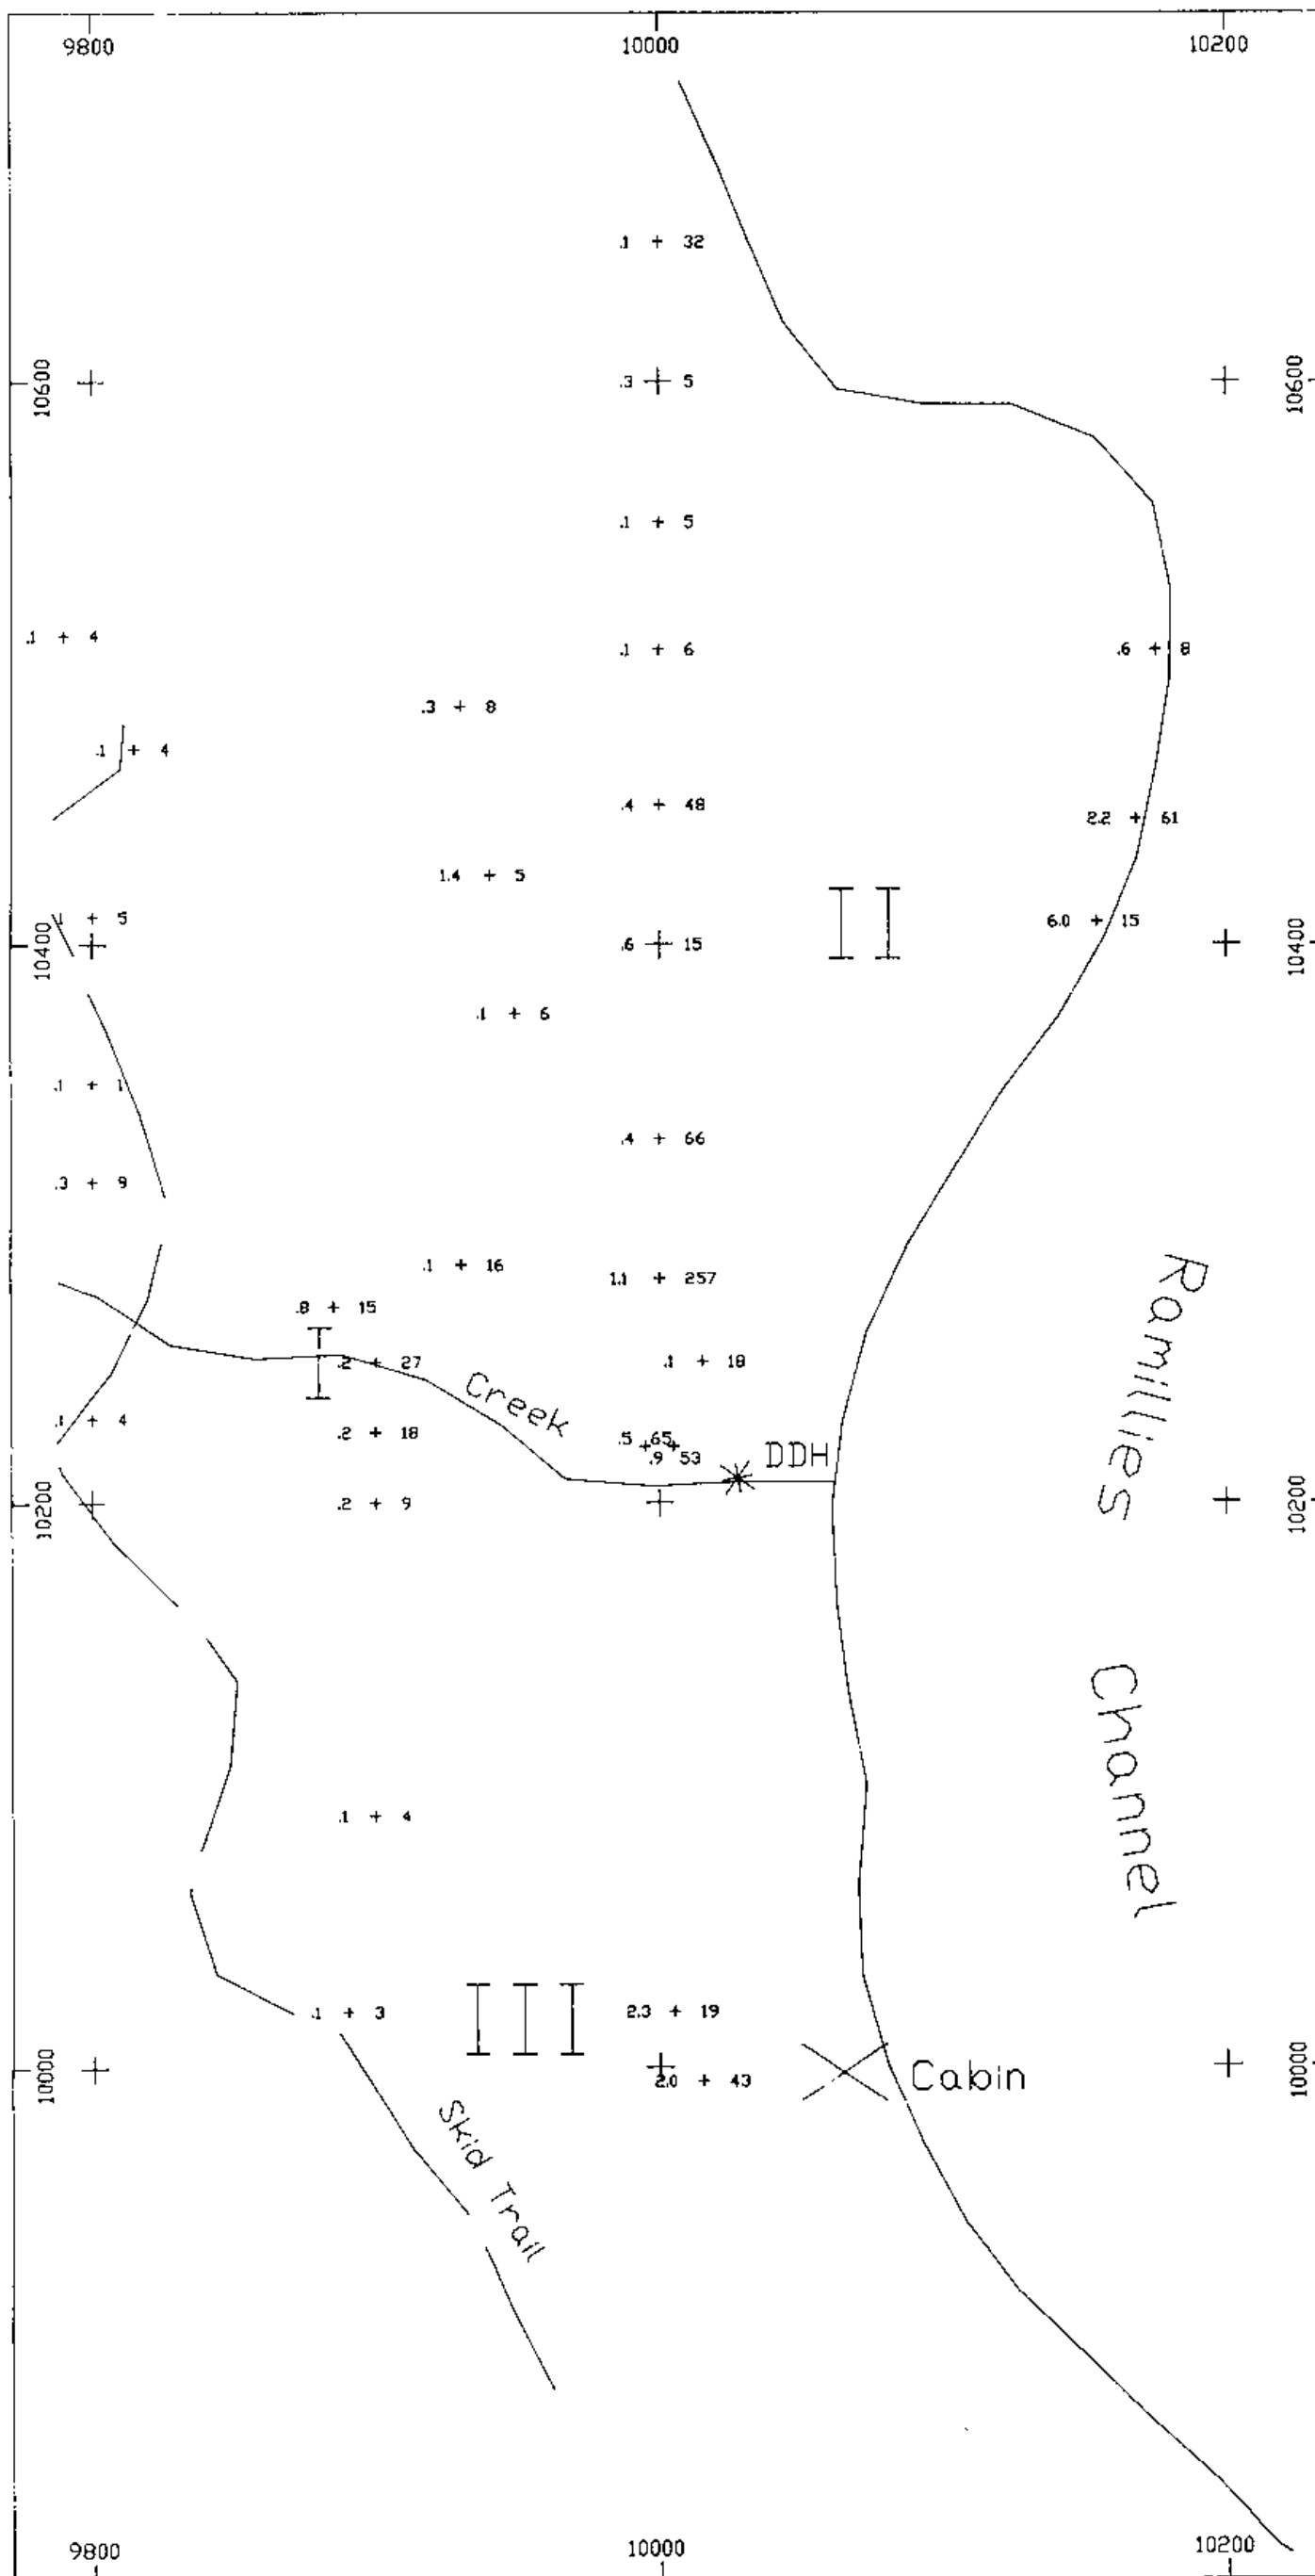 9800 10000 10200
.1 + 32
10600 .3 + 5 10600
.1 + 5
.1 + 4
.1 + 6 .6 + 8
.3 + 8
.1 + 4
.4 + 48
2.2 + 61
1.4 + 5
.1 + 5
II
6.0 + 15
10400 .6 + 15 10400
.1 + 6
.1 + 1
.4 + 66
.3 + 9
.1 + 16
1.1 + 257
.8 + 15
I
.2 + 27
.1 + 18
Creek
.1 + 4
.2 + 18
.5 + 65
.9 + 53
DDH
10200 .2 + 9 10200
Ramillies
Channel
.1 + 4
.1 + 3
III
2.3 + 19
10000 10000
2.0 + 43
Cabin
Skid Trail
9800 10000 10200